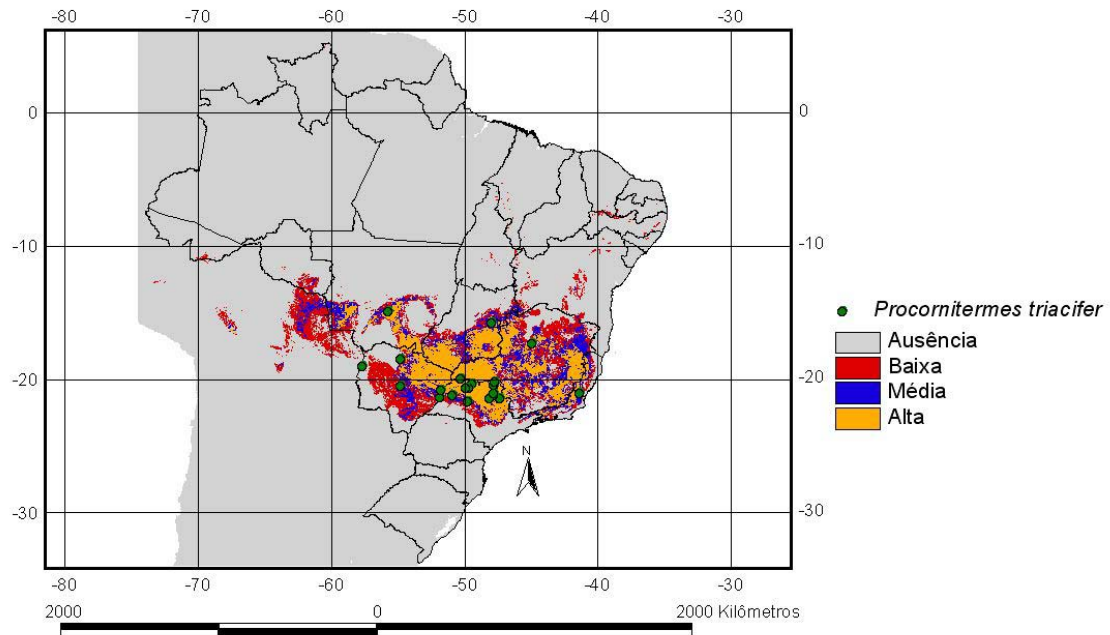 -80 -70 -60 -50 -40 -30
0 0
-10 -10
-20 -20
-30 -30
-80 -70 -60 -50 -40 -30
N
2000 0 2000 Kilômetros
Procornitermes triacifer
Ausência
Baixa
Média
Alta